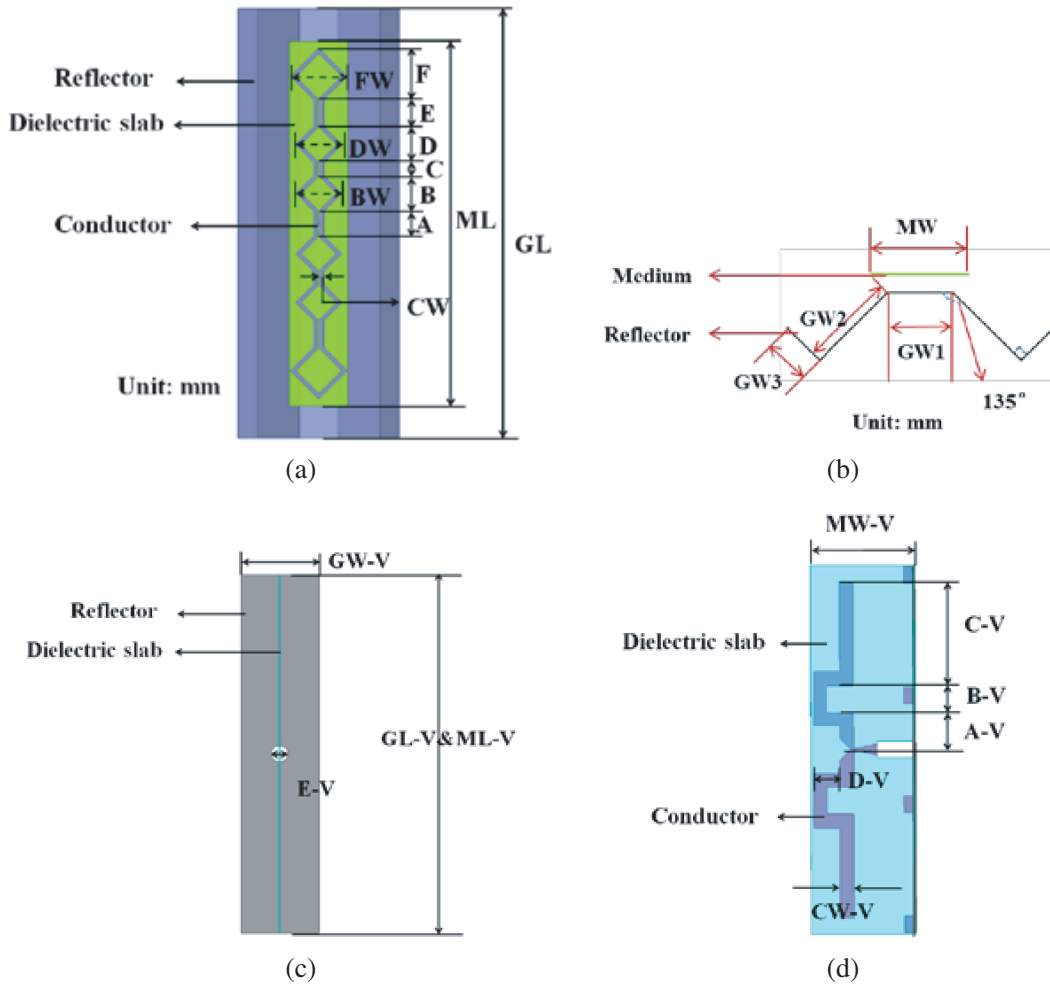 Reflector
Dielectric slab
Conductor
Unit: mm
FW
DW
BW
CW
F
E
D
C
B
A
ML
GL
(a)
MW
Medium
GW2
Reflector
GW1
GW3
135°
Unit: mm
(b)
GW-V
Reflector
Dielectric slab
GL-V&ML-V
E-V
(c)
MW-V
Dielectric slab
C-V
B-V
A-V
D-V
Conductor
CW-V
(d)